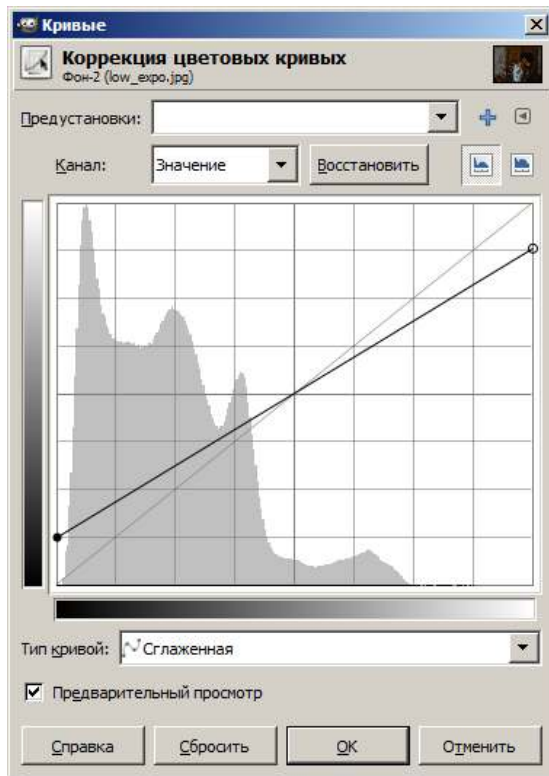 Кривые
Коррекция цветовых кривых
Фон-2 (low_expo.jpg)
Предустановки:
Канал: Значение Восстановить
Тип кривой: Сглаженная
Предварительный просмотр
Справка Сбросить OK Отменить